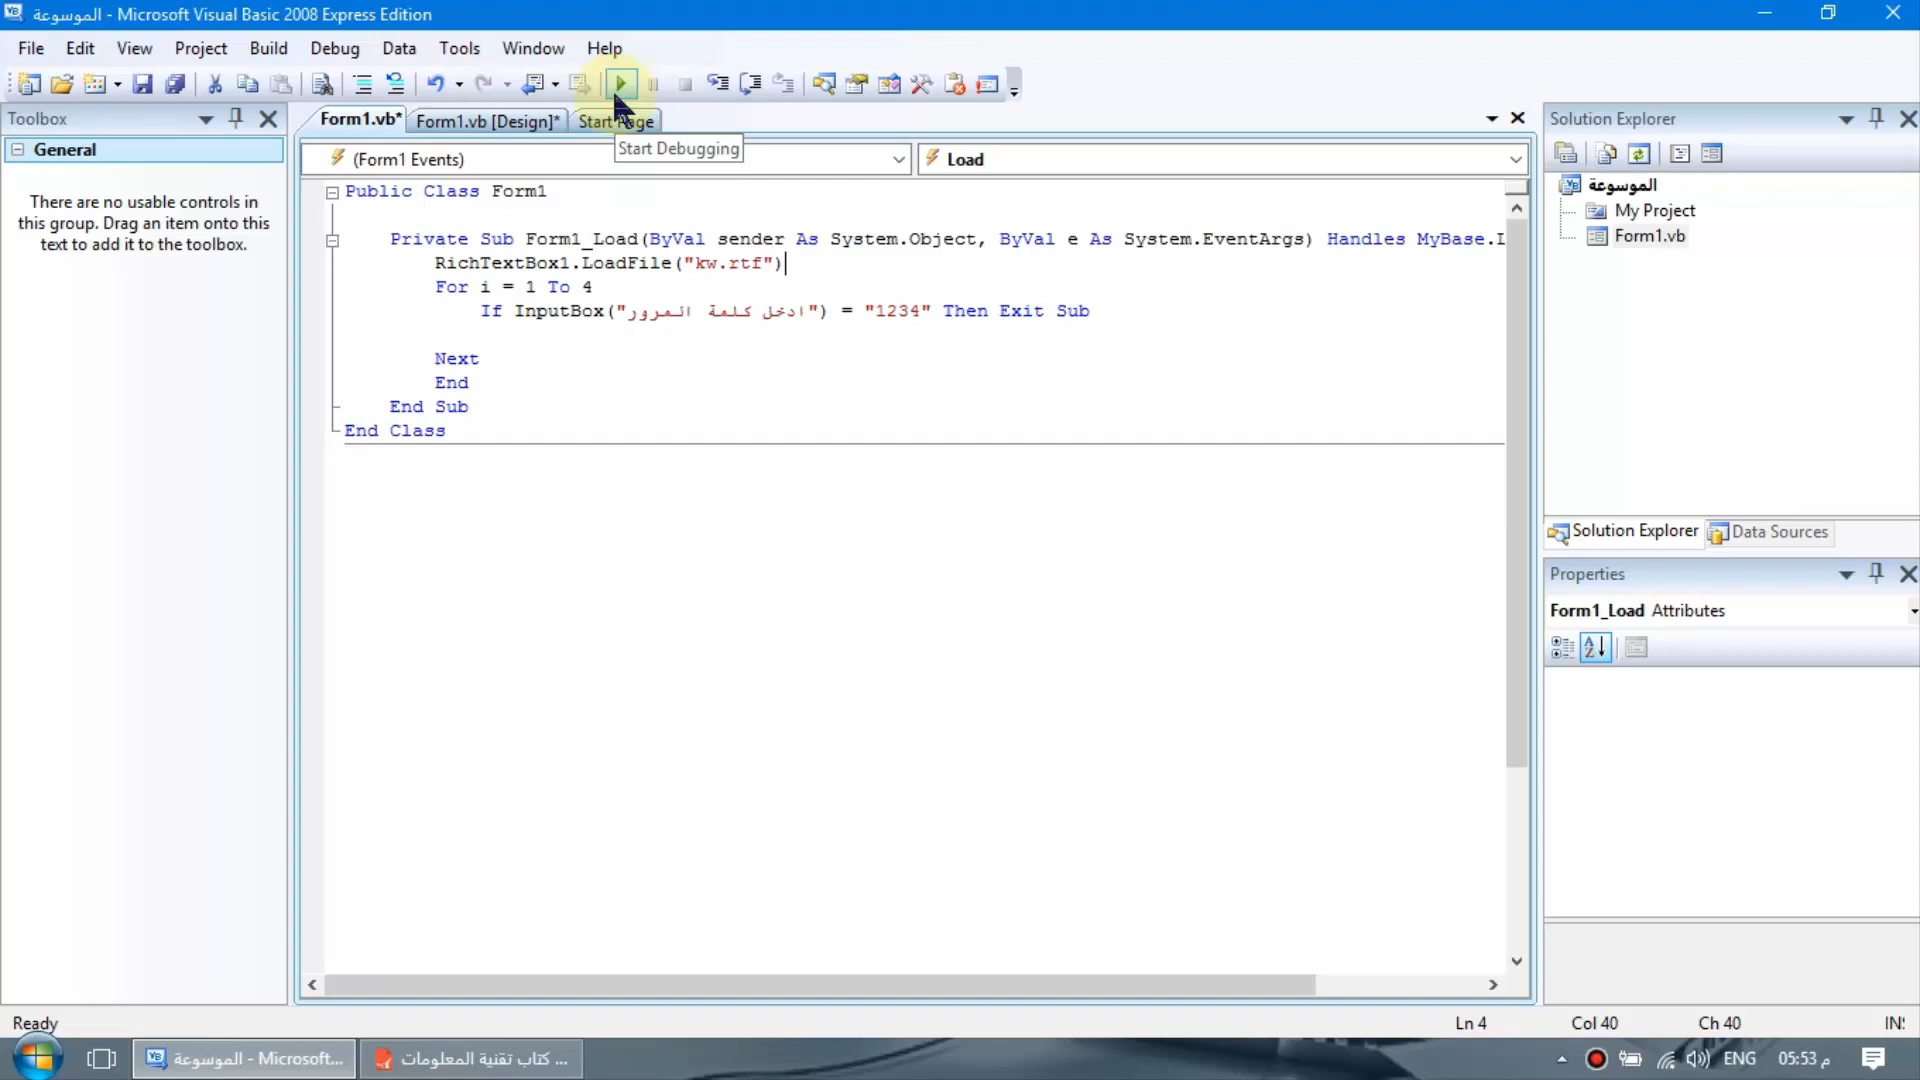 الموسوعة - Microsoft Visual Basic 2008 Express Edition
File Edit View Project Build Debug Data Tools Window Help
Toolbox
General
There are no usable controls in
this group. Drag an item onto this
text to add it to the toolbox.
Form1.vb* Form1.vb [Design]* Start Page
Start Debugging
(Form1 Events) Load
Public Class Form1
Private Sub Form1_Load(ByVal sender As System.Object, ByVal e As System.EventArgs) Handles MyBase.L
RichTextBox1.LoadFile("kw.rtf")
For i = 1 To 4
If InputBox("ادخل كلمة المرور") = "1234" Then Exit Sub
Next
End
End Sub
End Class
Solution Explorer
الموسوعة
My Project
Form1.vb
Solution Explorer Data Sources
Properties
Form1_Load Attributes
Ready Ln 4 Col 40 Ch 40 INS
الموسوعة - Microsoft... كتاب تقنية المعلومات ... ENG 05:53 م